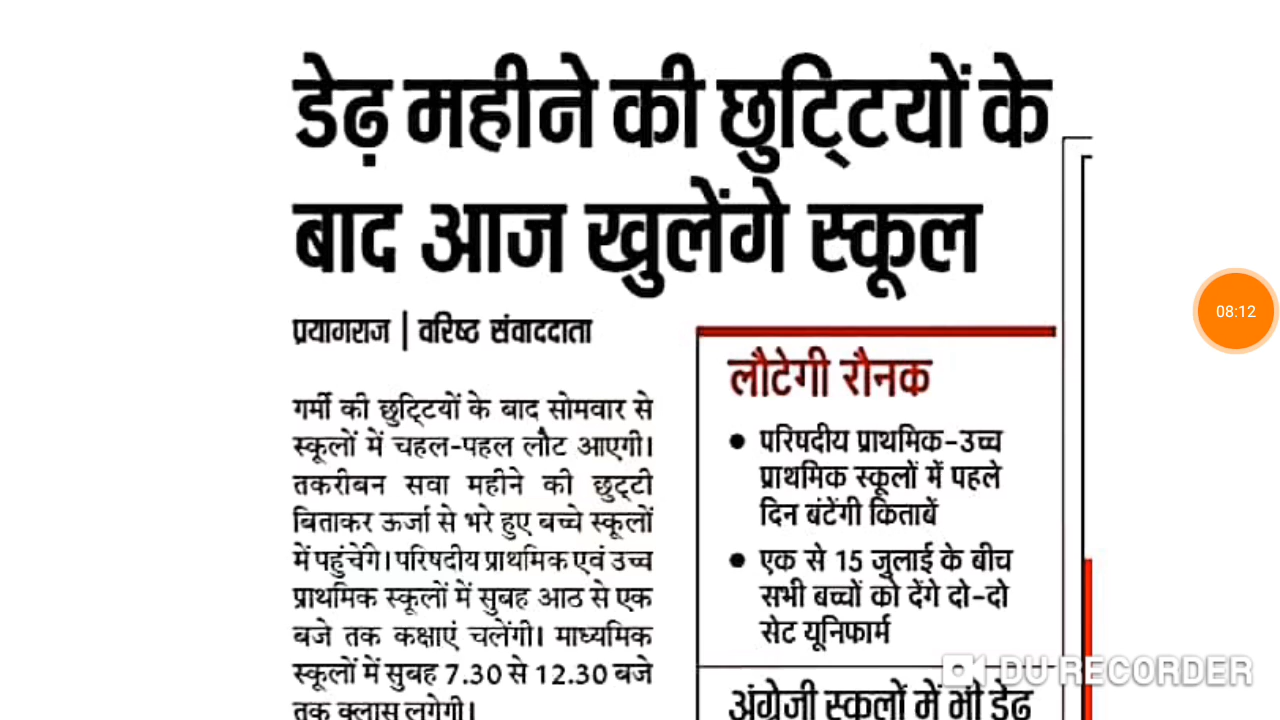 डेढ़ महीने की छुट्टियों के
बाद आज खुलेंगे स्कूल
प्रयागराज | वरिष्ठ संवाददाता
गर्मी की छुट्टियों के बाद सोमवार से
स्कूलों में चहल-पहल लौट आएगी।
तकरीबन सवा महीने की छुट्टी
बिताकर ऊर्जा से भरे हुए बच्चे स्कूलों
में पहुंचेंगे। परिषदीय प्राथमिक एवं उच्च
प्राथमिक स्कूलों में सुबह आठ से एक
बजे तक कक्षाएं चलेंगी। माध्यमिक
स्कूलों में सुबह 7.30 से 12.30 बजे
तक क्लास लगेगी।
लौटेगी रौनक
● परिषदीय प्राथमिक-उच्च
प्राथमिक स्कूलों में पहले
दिन बंटेंगी किताबें
● एक से 15 जुलाई के बीच
सभी बच्चों को देंगे दो-दो
सेट यूनिफार्म
अंग्रेजी स्कूलों में भी डेढ़
08:12
DU RECORDER